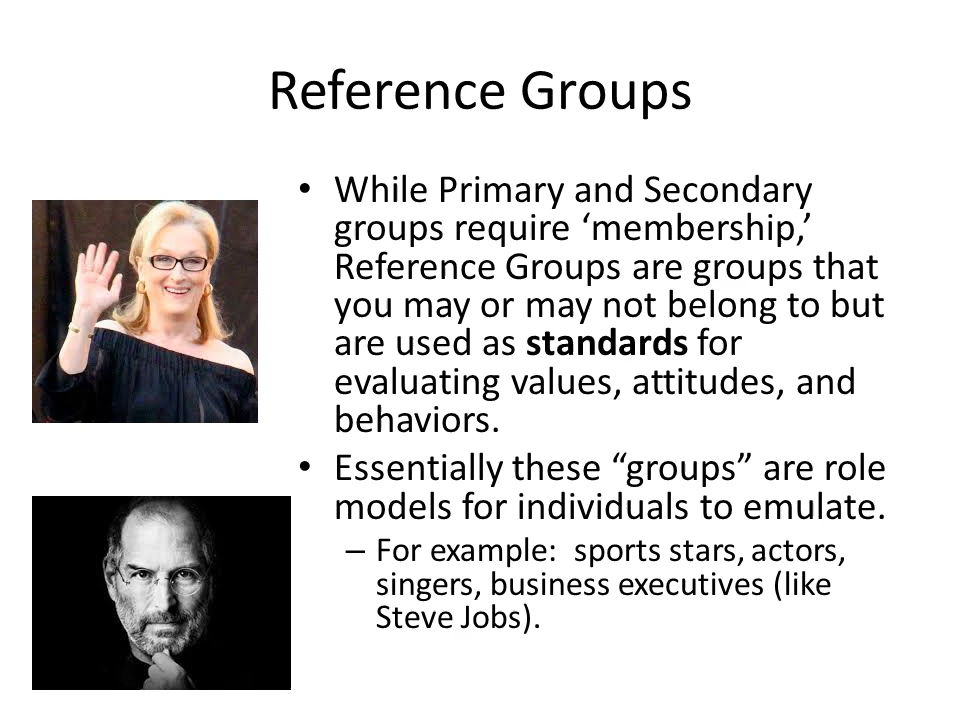 Reference Groups
• While Primary and Secondary
groups require ‘membership,’
Reference Groups are groups that
you may or may not belong to but
are used as standards for
evaluating values, attitudes, and
behaviors.
• Essentially these “groups” are role
models for individuals to emulate.
– For example:  sports stars, actors,
singers, business executives (like
Steve Jobs).